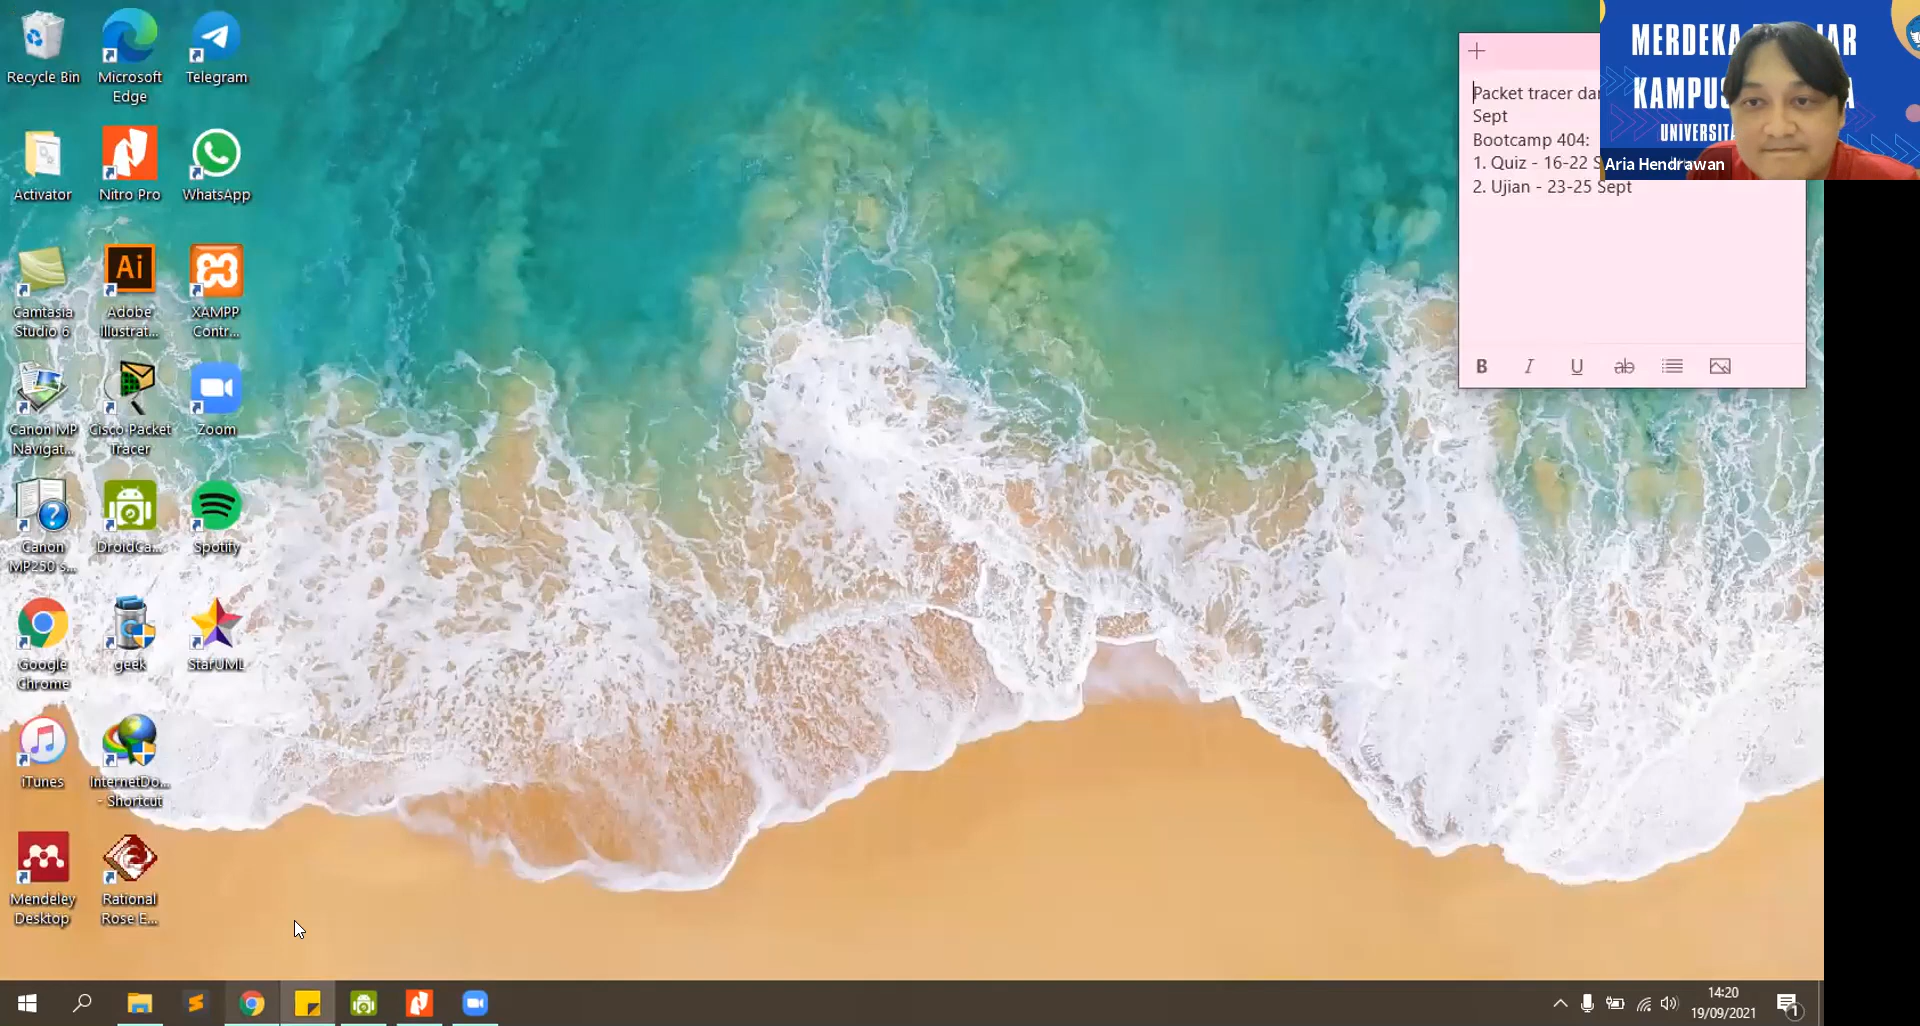 Recycle Bin
Microsoft
Edge
Telegram
Activator
Nitro Pro
WhatsApp
Camtasia
Studio 6
Adobe
Illustrat...
XAMPP
Contr...
Canon MP
Navigat...
Cisco Packet
Tracer
Zoom
Canon
MP250 s...
DroidCa...
Spotify
Google
Chrome
geek
StarUML
iTunes
InternetDo...
- Shortcut
Mendeley
Desktop
Rational
Rose E...
Ai
Packet tracer
Sept
Bootcamp 404:
1. Quiz - 16-22
2. Ujian - 23-25 Sept
B I U ab
MERDEKA
KAMPUS
Aria Hendrawan
14:20
19/09/2021
1